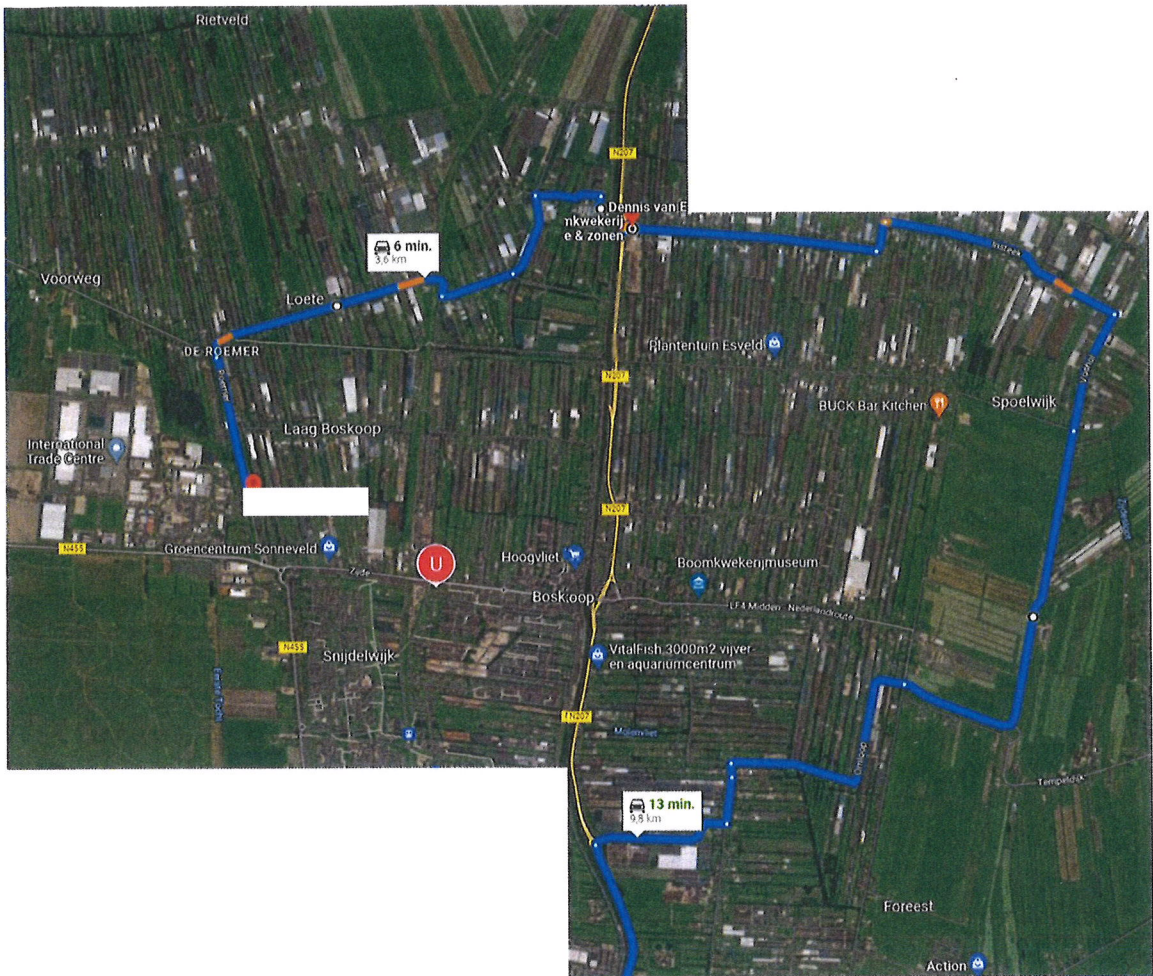 Rietveld
N207
Dennis van E
mkwekerij
e & zonen
6 min.
3,6 km
Insteek
Voorweg
Loete
DE ROEMER
Plantentuin Esveld
N207
BUCK Bar Kitchen
Spoelwijk
Laag Boskoop
International
Trade Centre
N207
N455
Groencentrum Sonneveld
Zijde
U
Hoogvliet
Boomkwekerijmuseum
Boskoop
LF4 Midden - Nederlandroute
N455
Snijdelwijk
VitalFish 3000m2 vijver-
en aquariumcentrum
N207
Molenvliet
Omloop
Tempeldijk
13 min.
9,8 km
Foreest
Action